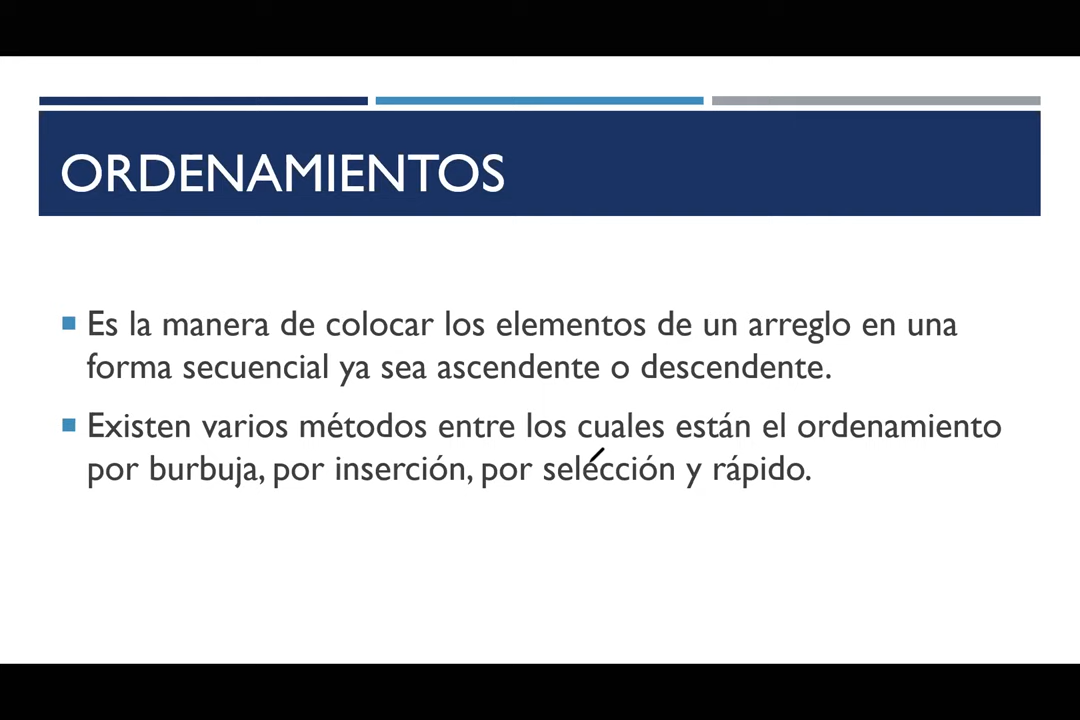 ORDENAMIENTOS
Es la manera de colocar los elementos de un arreglo en una
forma secuencial ya sea ascendente o descendente.
Existen varios métodos entre los cuales están el ordenamiento
por burbuja, por inserción, por selección y rápido.